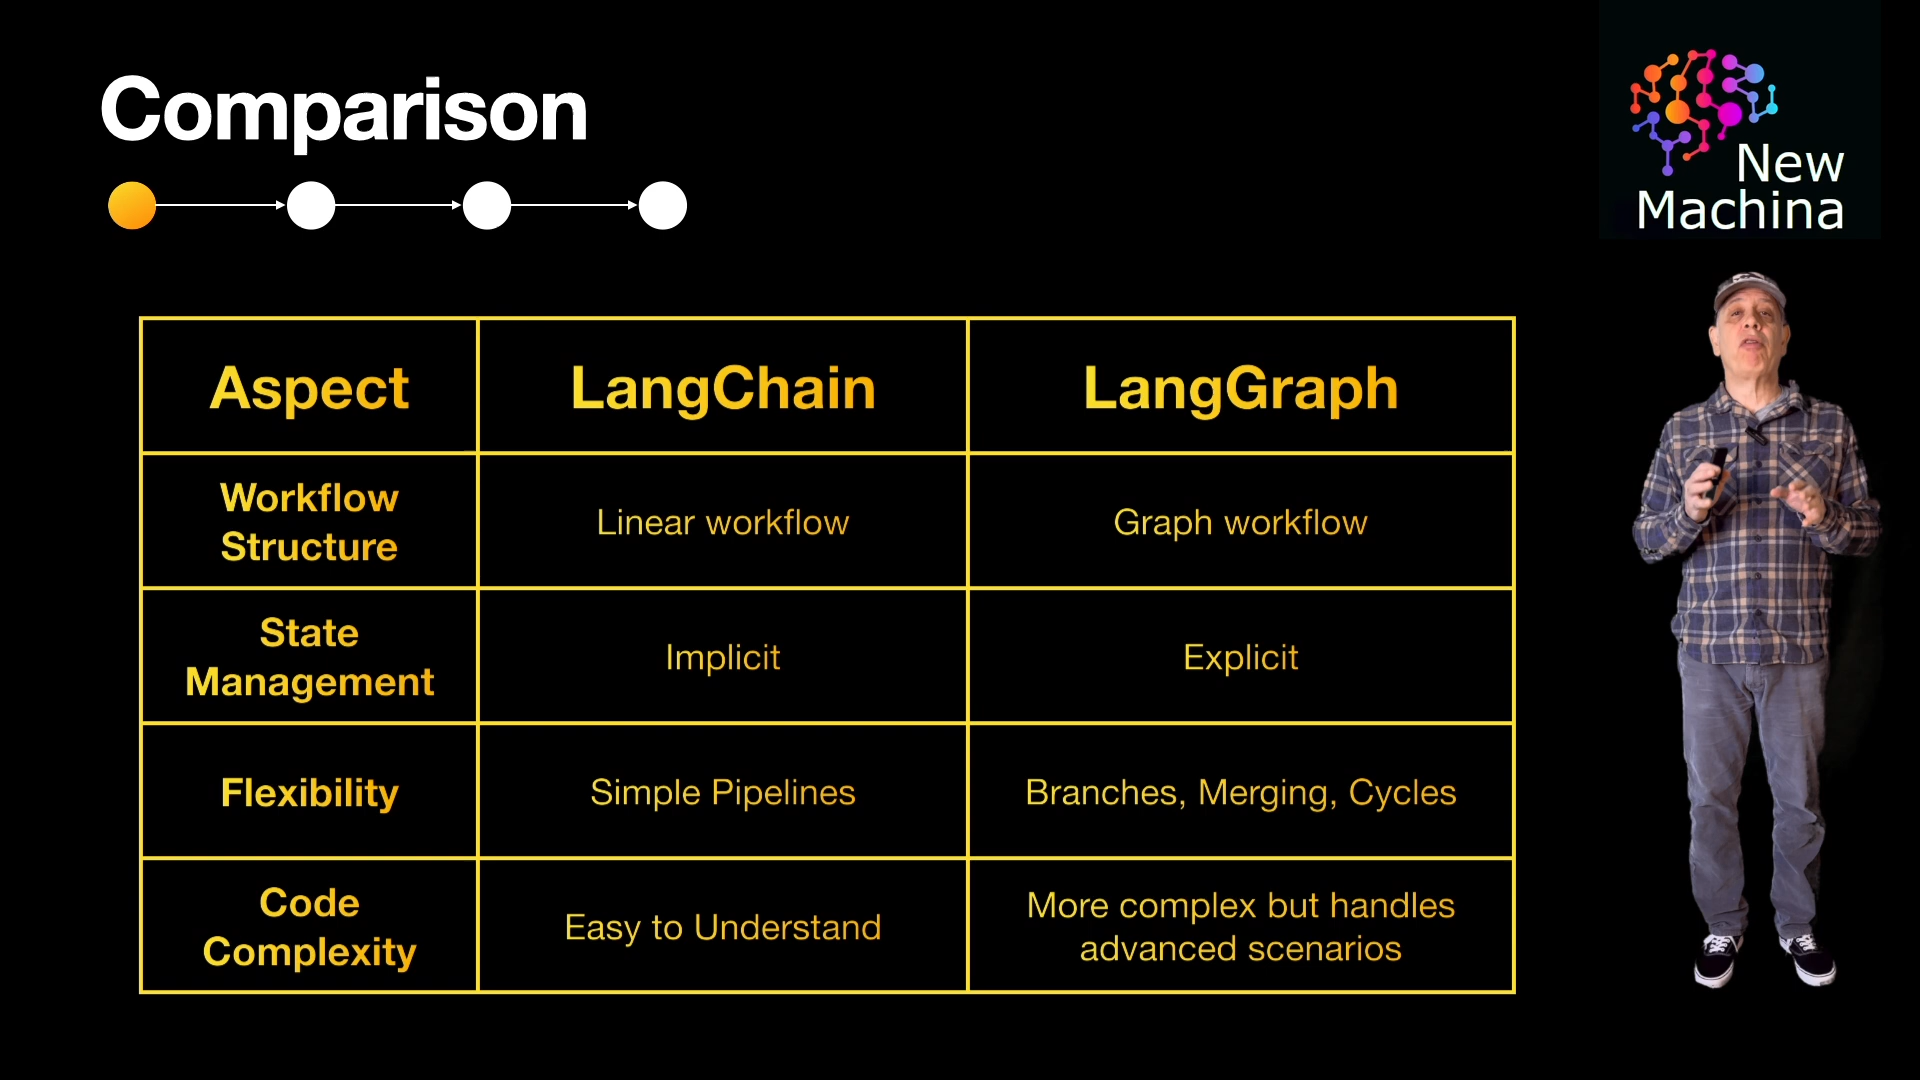 Comparison
New
Machina
Aspect
LangChain
LangGraph
Workflow
Structure
Linear workflow
Graph workflow
State
Management
Implicit
Explicit
Flexibility
Simple Pipelines
Branches, Merging, Cycles
Code
Complexity
Easy to Understand
More complex but handles
advanced scenarios